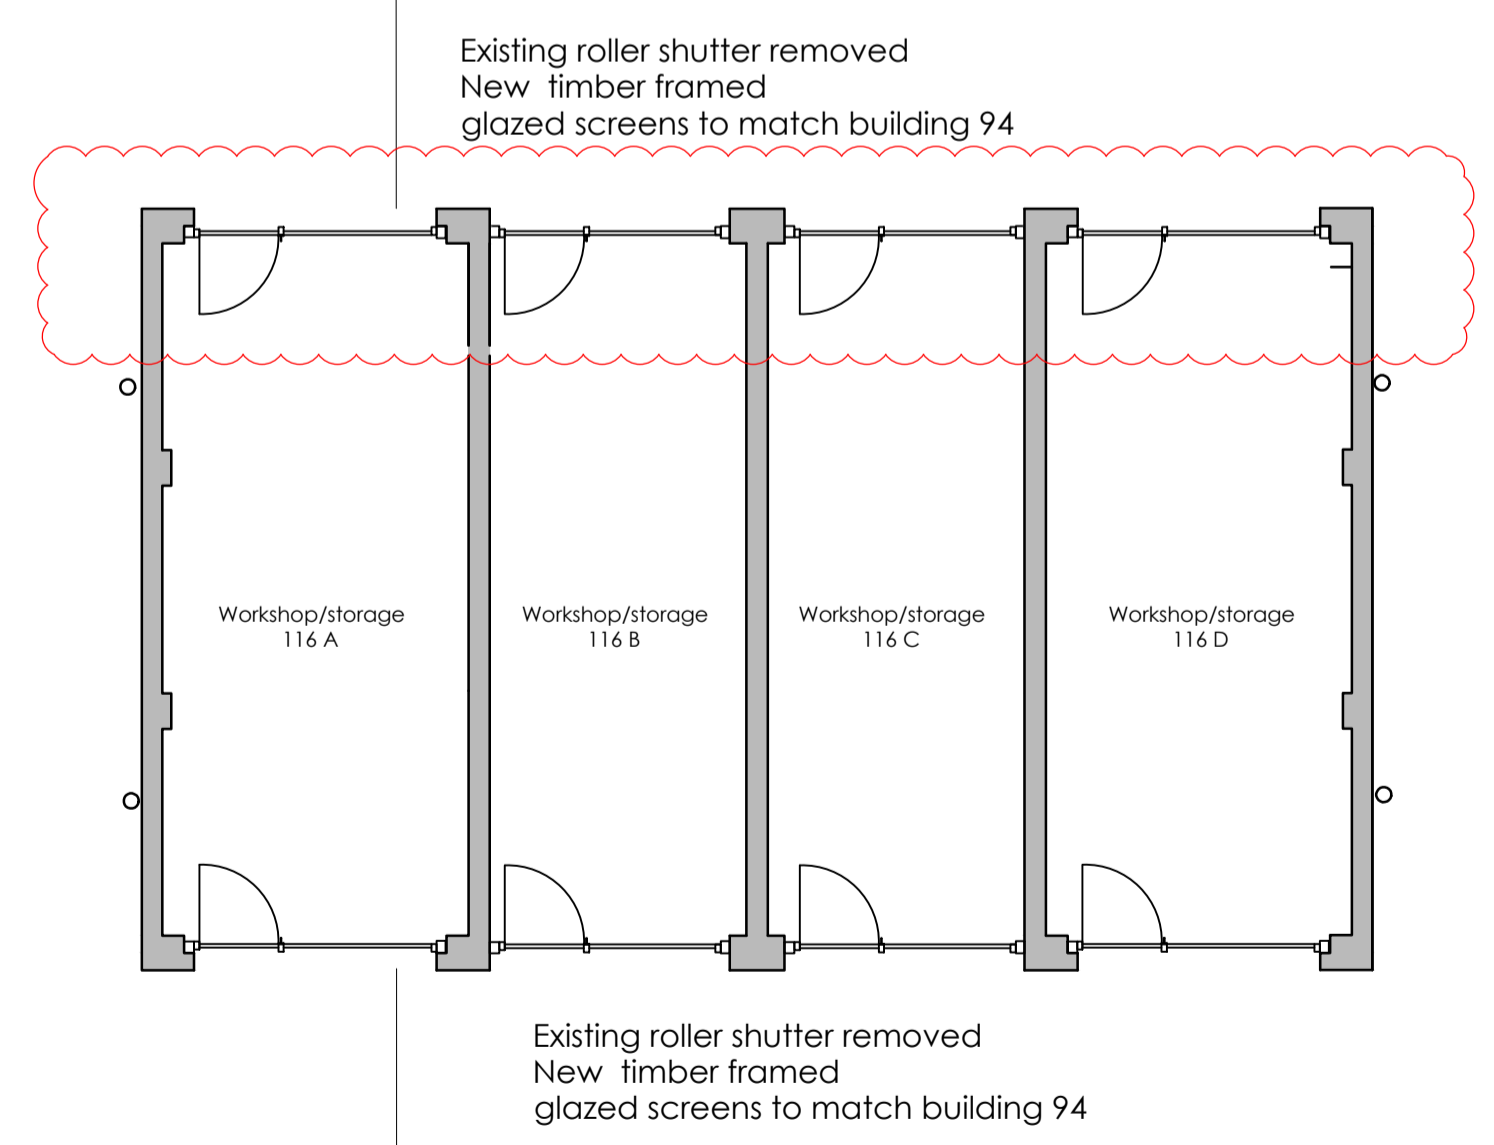 Existing roller shutter removed
New  timber framed
glazed screens to match building 94
Workshop/storage
116 A
Workshop/storage
116 B
Workshop/storage
116 C
Workshop/storage
116 D
Existing roller shutter removed
New  timber framed
glazed screens to match building 94